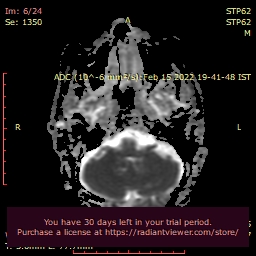 Im: 6/24
Se: 1350
STP62
STP62
M
A
ADC (10^-6 mm²/s):Feb 15 2022 19-41-48 IST
R
L
You have 30 days left in your trial period.
Purchase a license at https://radiantviewer.com/store/